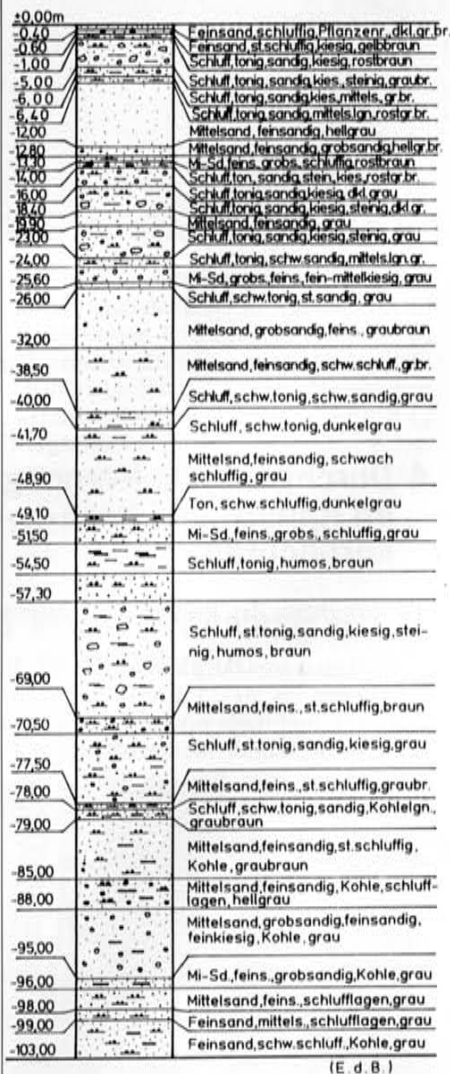 ±0,00m
-0,40 Feinsand,schluffig,Pflanzenr.,dkl.gr.br.
-0,60 Feinsand,st.schluffig,kiesig,gelbbraun
-1,00 Schluff,tonig,sandig,kiesig,rostbraun
-5,00 Schluff,tonig,sandig,kies.,steinig,graubr.
-6,00 Schluff,tonig,sandig,kies,mittels.,gr.br.
-6,40 Schluff,tonig,sandig,mittels.lgn,rostgr.br.
-12,00 Mittelsand,feinsandig,hellgrau
-12,80 Mittelsand,feinsandig,grobsandig,hellgr.br.
-13,30 Mi-Sd,feins.,grobs.,schluffig,rostbraun
-14,00 Schluff,ton.,sandig,stein.,kies,rostgr.br.
-16,00 Schluff,tonig,sandig,kiesig,dkl.grau
-18,40 Schluff,tonig,sandig,kiesig,steinig,dkl.gr.
-19,90 Mittelsand,feinsandig,grau
-23,00 Schluff,tonig,sandig,kiesig,steinig,grau
-24,00 Schluff,tonig,schw.sandig,mittels.lgn.gr.
-25,60 Mi-Sd,grobs.,feins.,fein-mittelkiesig,grau
-26,00 Schluff,schw.tonig,st.sandig,grau
-32,00 Mittelsand,grobsandig,feins.,graubraun
-38,50 Mittelsand,feinsandig,schw.schluff.,gr.br.
-40,00 Schluff,schw.tonig,schw.sandig,grau
-41,70 Schluff,schw.tonig,dunkelgrau
-48,90 Mittelsnd,feinsandig,schwach
schluffig,grau
-49,10 Ton,schw.schluffig,dunkelgrau
-51,50 Mi-Sd.,feins.,grobs.,schluffig,grau
-54,50 Schluff,tonig,humos,braun
-57,30
-69,00 Schluff,st.tonig,sandig,kiesig,stei-
nig,humos,braun
-70,50 Mittelsand,feins.,st.schluffig,braun
-77,50 Schluff,st.tonig,sandig,kiesig,grau
-78,00 Mittelsand,feins.,st.schluffig,graubr.
-79,00 Schluff,schw.tonig,sandig,Kohlelgn.,
graubraun
-85,00 Mittelsand,feinsandig,st.schluffig,
Kohle,graubraun
-88,00 Mittelsand,feinsandig,Kohle,schluff-
lagen,hellgrau
-95,00 Mittelsand,grobsandig,feinsandig,
feinkiesig,Kohle,grau
-96,00 Mi-Sd.,feins.,grobsandig,Kohle,grau
-98,00 Mittelsand,feins.,schlufflagen,grau
-99,00 Feinsand,mittels.,schlufflagen,grau
-103,00 Feinsand,schw.schluff.,Kohle,grau
(E.d.B.)